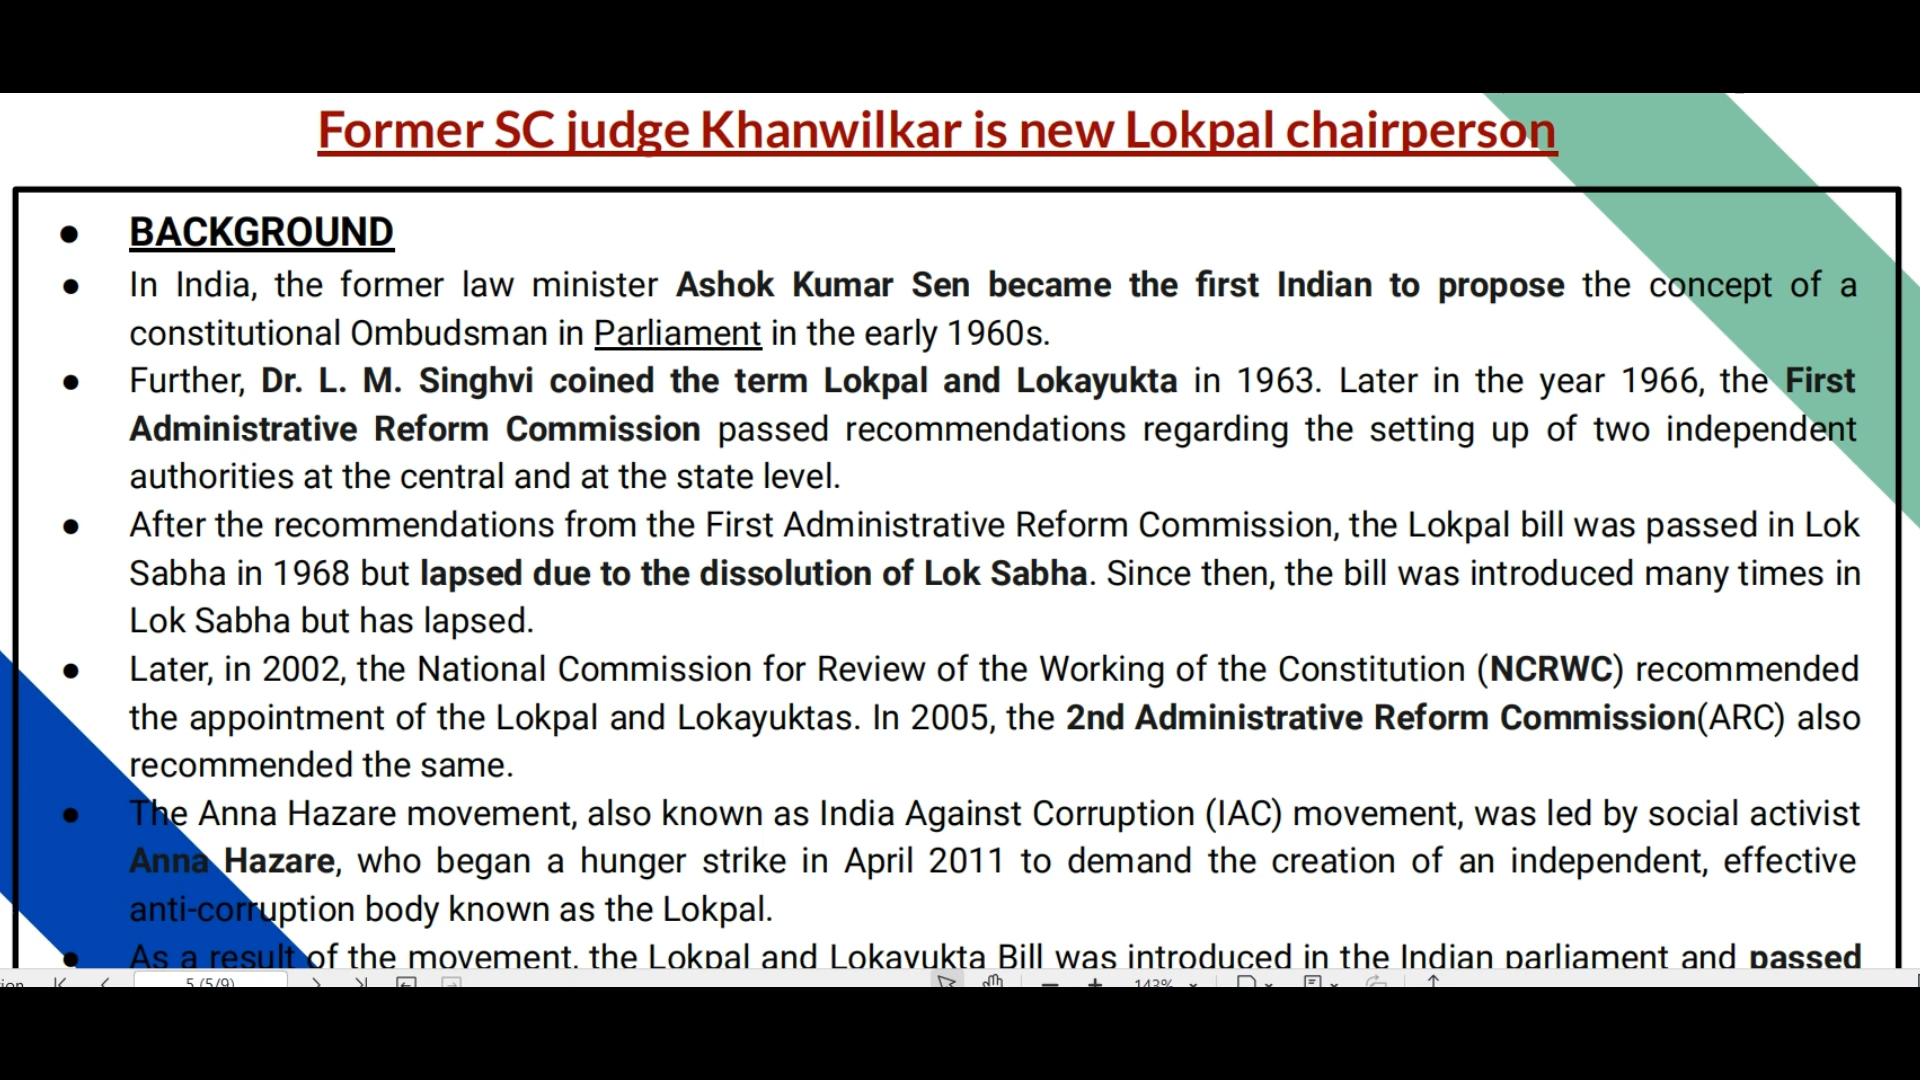 Former SC judge Khanwilkar is new Lokpal chairperson
● BACKGROUND
● In India, the former law minister Ashok Kumar Sen became the first Indian to propose the concept of a
constitutional Ombudsman in Parliament in the early 1960s.
● Further, Dr. L. M. Singhvi coined the term Lokpal and Lokayukta in 1963. Later in the year 1966, the First
Administrative Reform Commission passed recommendations regarding the setting up of two independent
authorities at the central and at the state level.
● After the recommendations from the First Administrative Reform Commission, the Lokpal bill was passed in Lok
Sabha in 1968 but lapsed due to the dissolution of Lok Sabha. Since then, the bill was introduced many times in
Lok Sabha but has lapsed.
● Later, in 2002, the National Commission for Review of the Working of the Constitution (NCRWC) recommended
the appointment of the Lokpal and Lokayuktas. In 2005, the 2nd Administrative Reform Commission(ARC) also
recommended the same.
● The Anna Hazare movement, also known as India Against Corruption (IAC) movement, was led by social activist
Anna Hazare, who began a hunger strike in April 2011 to demand the creation of an independent, effective
anti-corruption body known as the Lokpal.
● As a result of the movement, the Lokpal and Lokayukta Bill was introduced in the Indian parliament and passed
5 (5/9) 143%